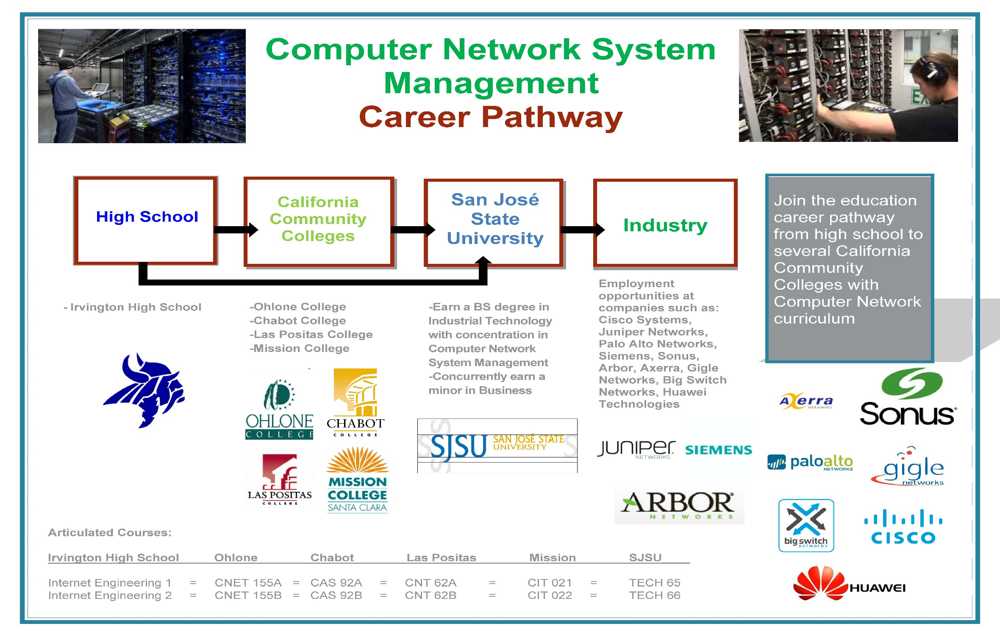 Computer Network System
Management
Career Pathway
EX
High School
California
Community
Colleges
San José
State
University
Industry
Join the education
career pathway
from high school to
several California
Community
Colleges with
Computer Network
curriculum
- Irvington High School
-Ohlone College
-Chabot College
-Las Positas College
-Mission College
-Earn a BS degree in
Industrial Technology
with concentration in
Computer Network
System Management
-Concurrently earn a
minor in Business
Employment
opportunities at
companies such as:
Cisco Systems,
Juniper Networks,
Palo Alto Networks,
Siemens, Sonus,
Arbor, Axerra, Gigle
Networks, Big Switch
Networks, Huawei
Technologies
OHLONE
COLLEGE
CHABOT
COLLEGE
LAS POSITAS
COLLEGE
MISSION
COLLEGE
SANTA CLARA
SJSU SAN JOSÉ STATE
UNIVERSITY
Axerra
networks
Sonus®
JUNIPer
NETWORKS
SIEMENS
paloalto
NETWORKS
gigle
networks
ARBOR®
NETWORKS
big switch
networks
CISCO
HUAWEI
Articulated Courses:
Irvington High School Ohlone Chabot Las Positas Mission SJSU
Internet Engineering 1 = CNET 155A = CAS 92A = CNT 62A = CIT 021 = TECH 65
Internet Engineering 2 = CNET 155B = CAS 92B = CNT 62B = CIT 022 = TECH 66